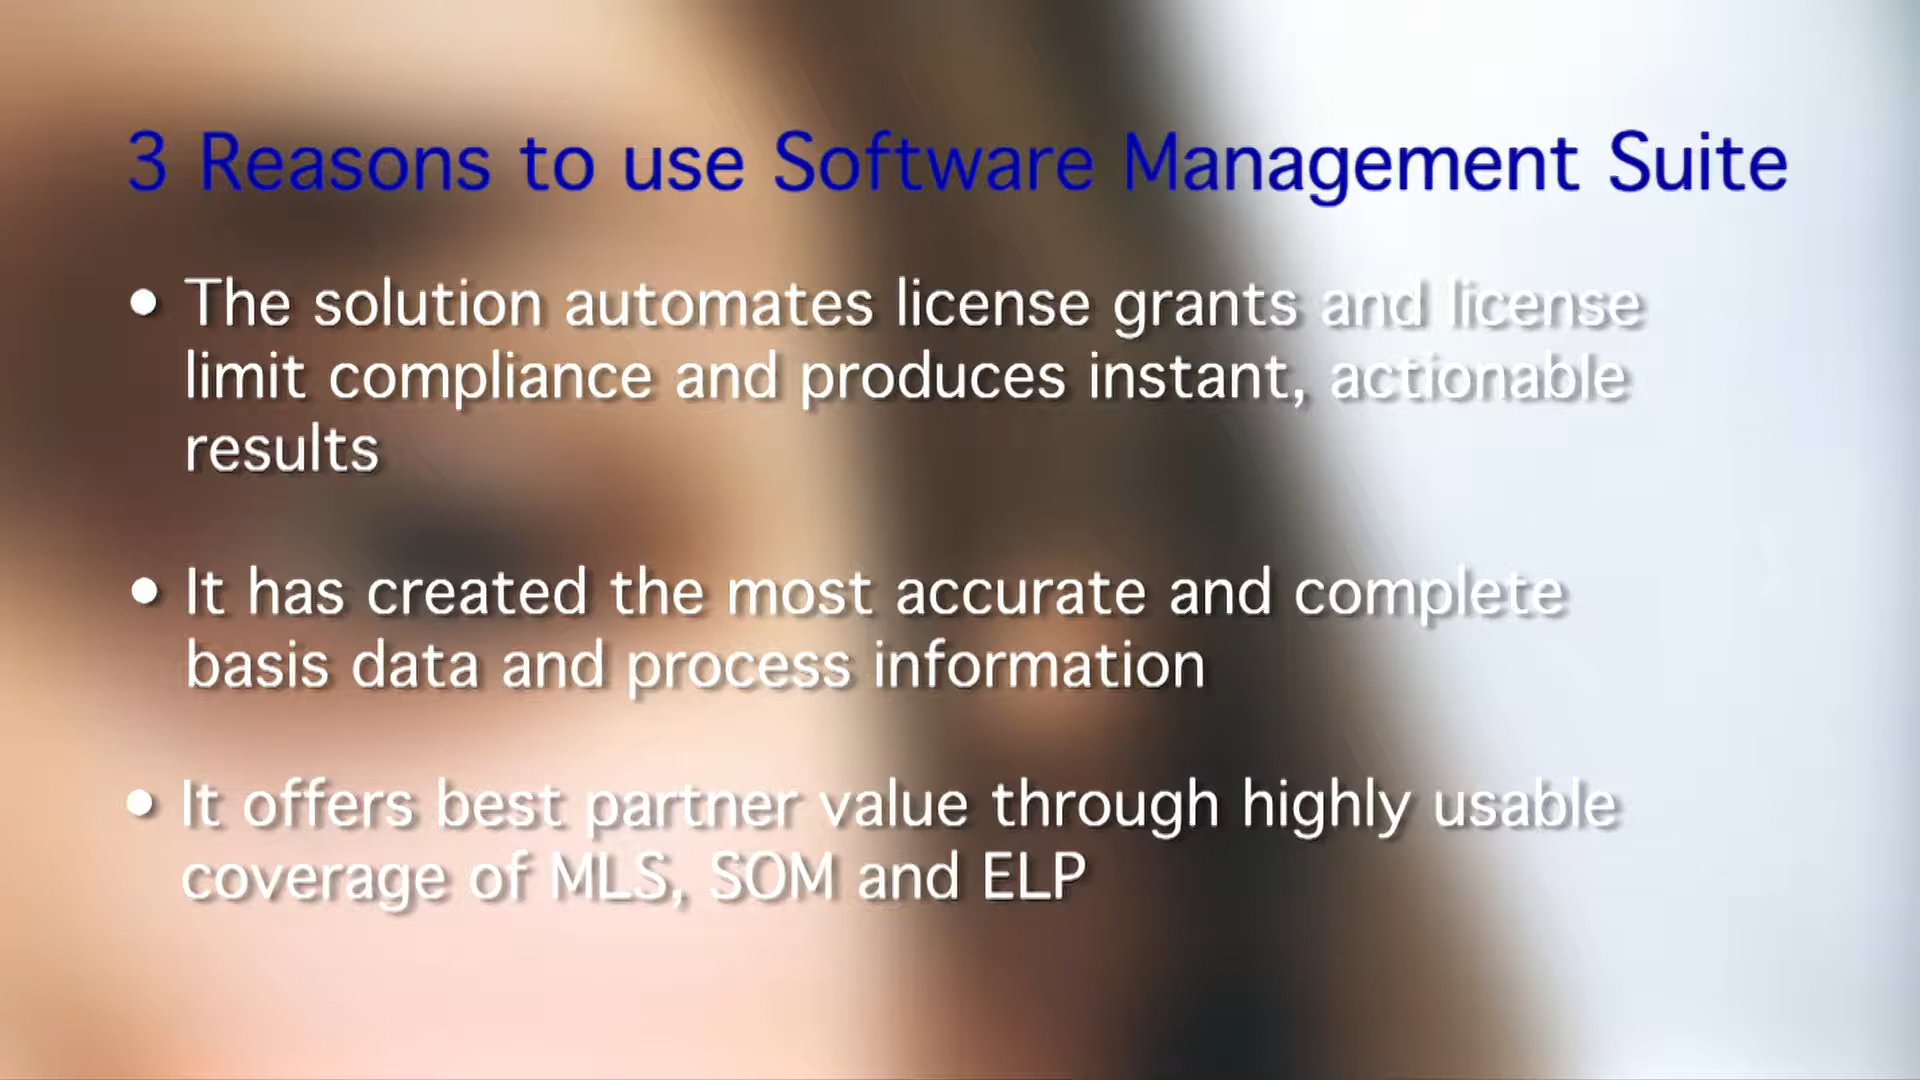 3 Reasons to use Software Management Suite
• The solution automates license grants and license
limit compliance and produces instant, actionable
results
• It has created the most accurate and complete
basis data and process information
• It offers best partner value through highly usable
coverage of MLS, SOM and ELP